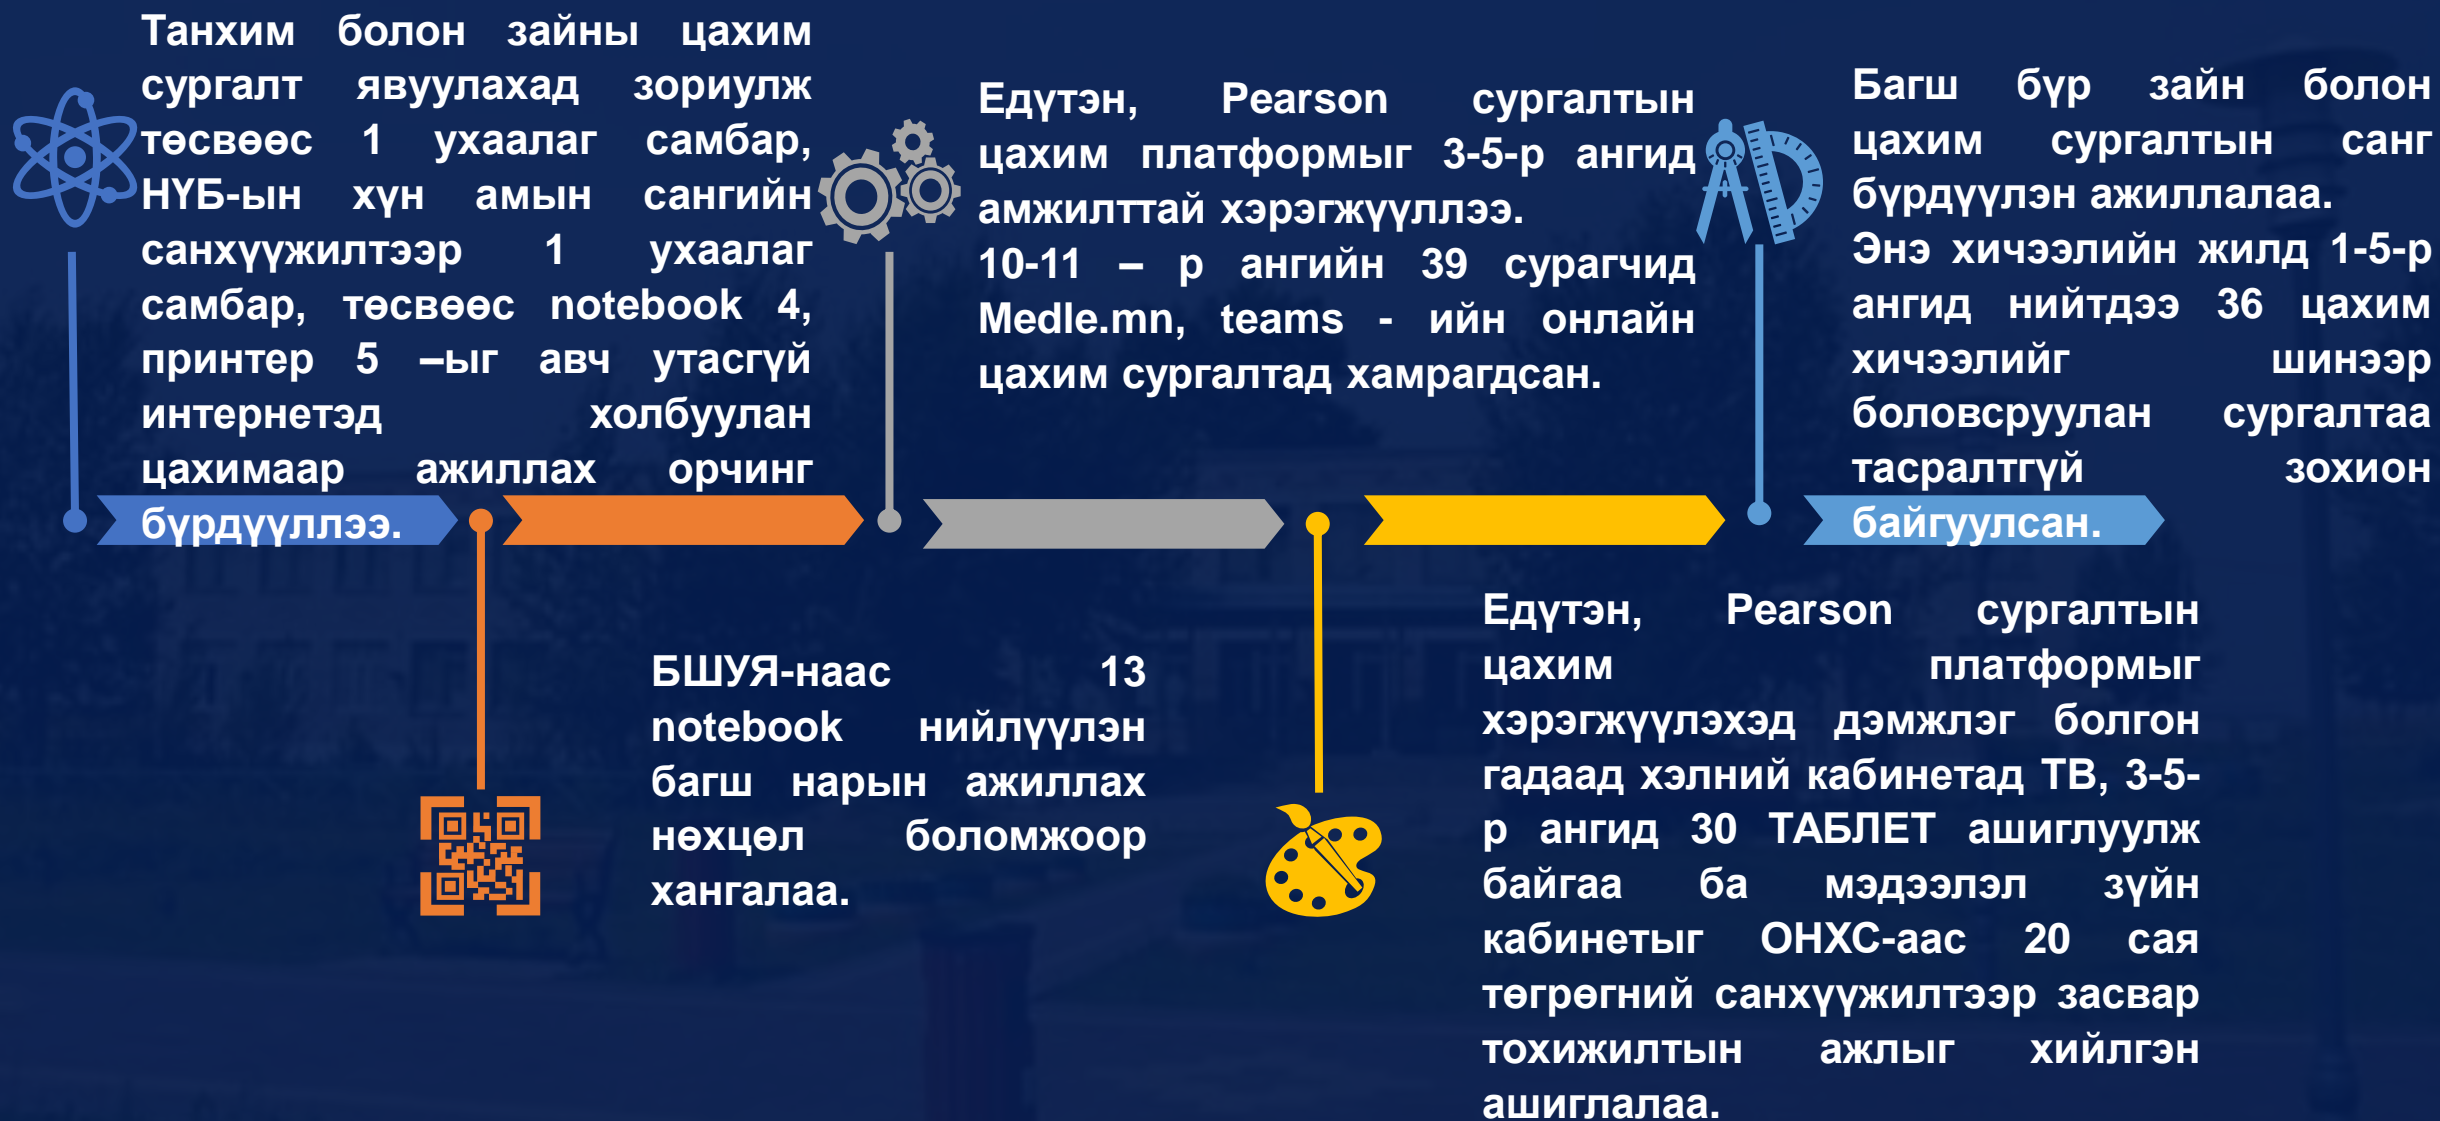 Танхим болон зайны цахим
сургалт явуулахад зориулж
төсвөөс 1 ухаалаг самбар,
НҮБ-ын хүн амын сангийн
санхүүжилтээр 1 ухаалаг
самбар, төсвөөс notebook 4,
принтер 5 –ыг авч утасгүй
интернетэд холбуулан
цахимаар ажиллах орчинг
бүрдүүллээ.
БШУЯ-наас 13
notebook нийлүүлэн
багш нарын ажиллах
нөхцөл боломжоор
хангалаа.
Едүтэн, Pearson сургалтын
цахим платформыг 3-5-р ангид
амжилттай хэрэгжүүллээ.
10-11 – р ангийн 39 сурагчид
Medle.mn, teams - ийн онлайн
цахим сургалтад хамрагдсан.
Едүтэн, Pearson сургалтын
цахим платформыг
хэрэгжүүлэхэд дэмжлэг болгон
гадаад хэлний кабинетад ТВ, 3-5-
р ангид 30 ТАБЛЕТ ашиглуулж
байгаа ба мэдээлэл зүйн
кабинетыг ОНХС-аас 20 сая
төгрөгний санхүүжилтээр засвар
тохижилтын ажлыг хийлгэн
ашиглалаа.
Багш бүр зайн болон
цахим сургалтын санг
бүрдүүлэн ажиллалаа.
Энэ хичээлийн жилд 1-5-р
ангид нийтдээ 36 цахим
хичээлийг шинээр
боловсруулан сургалтаа
тасралтгүй зохион
байгуулсан.